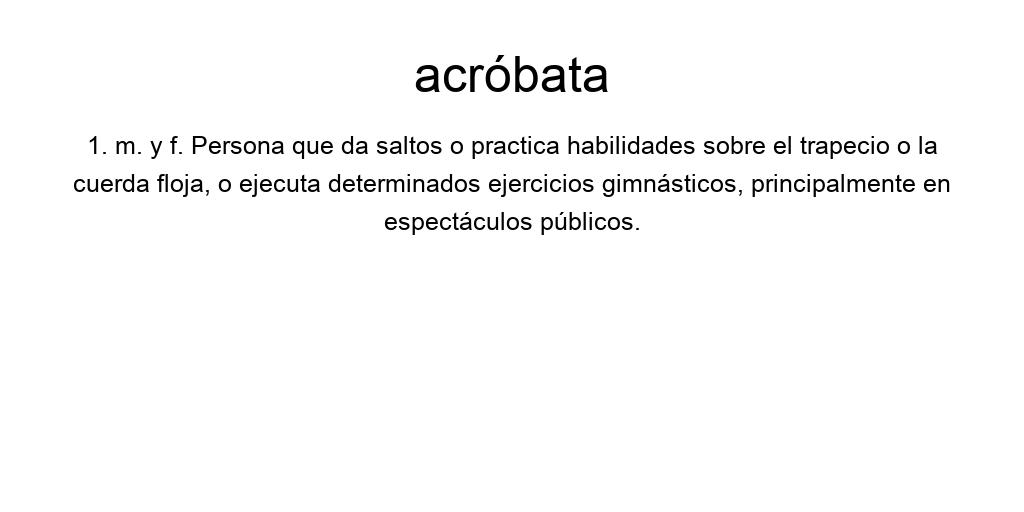 acróbata
1. m. y f. Persona que da saltos o practica habilidades sobre el trapecio o la
cuerda floja, o ejecuta determinados ejercicios gimnásticos, principalmente en
espectáculos públicos.